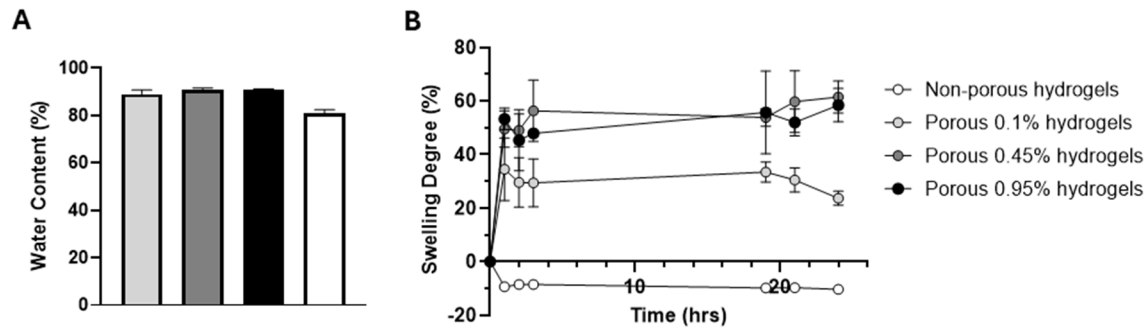 A
Water Content (%)
100
80
60
40
20
0
B
Swelling Degree (%)
80
60
40
20
0
-20
10
20
Time (hrs)
Non-porous hydrogels
Porous 0.1% hydrogels
Porous 0.45% hydrogels
Porous 0.95% hydrogels